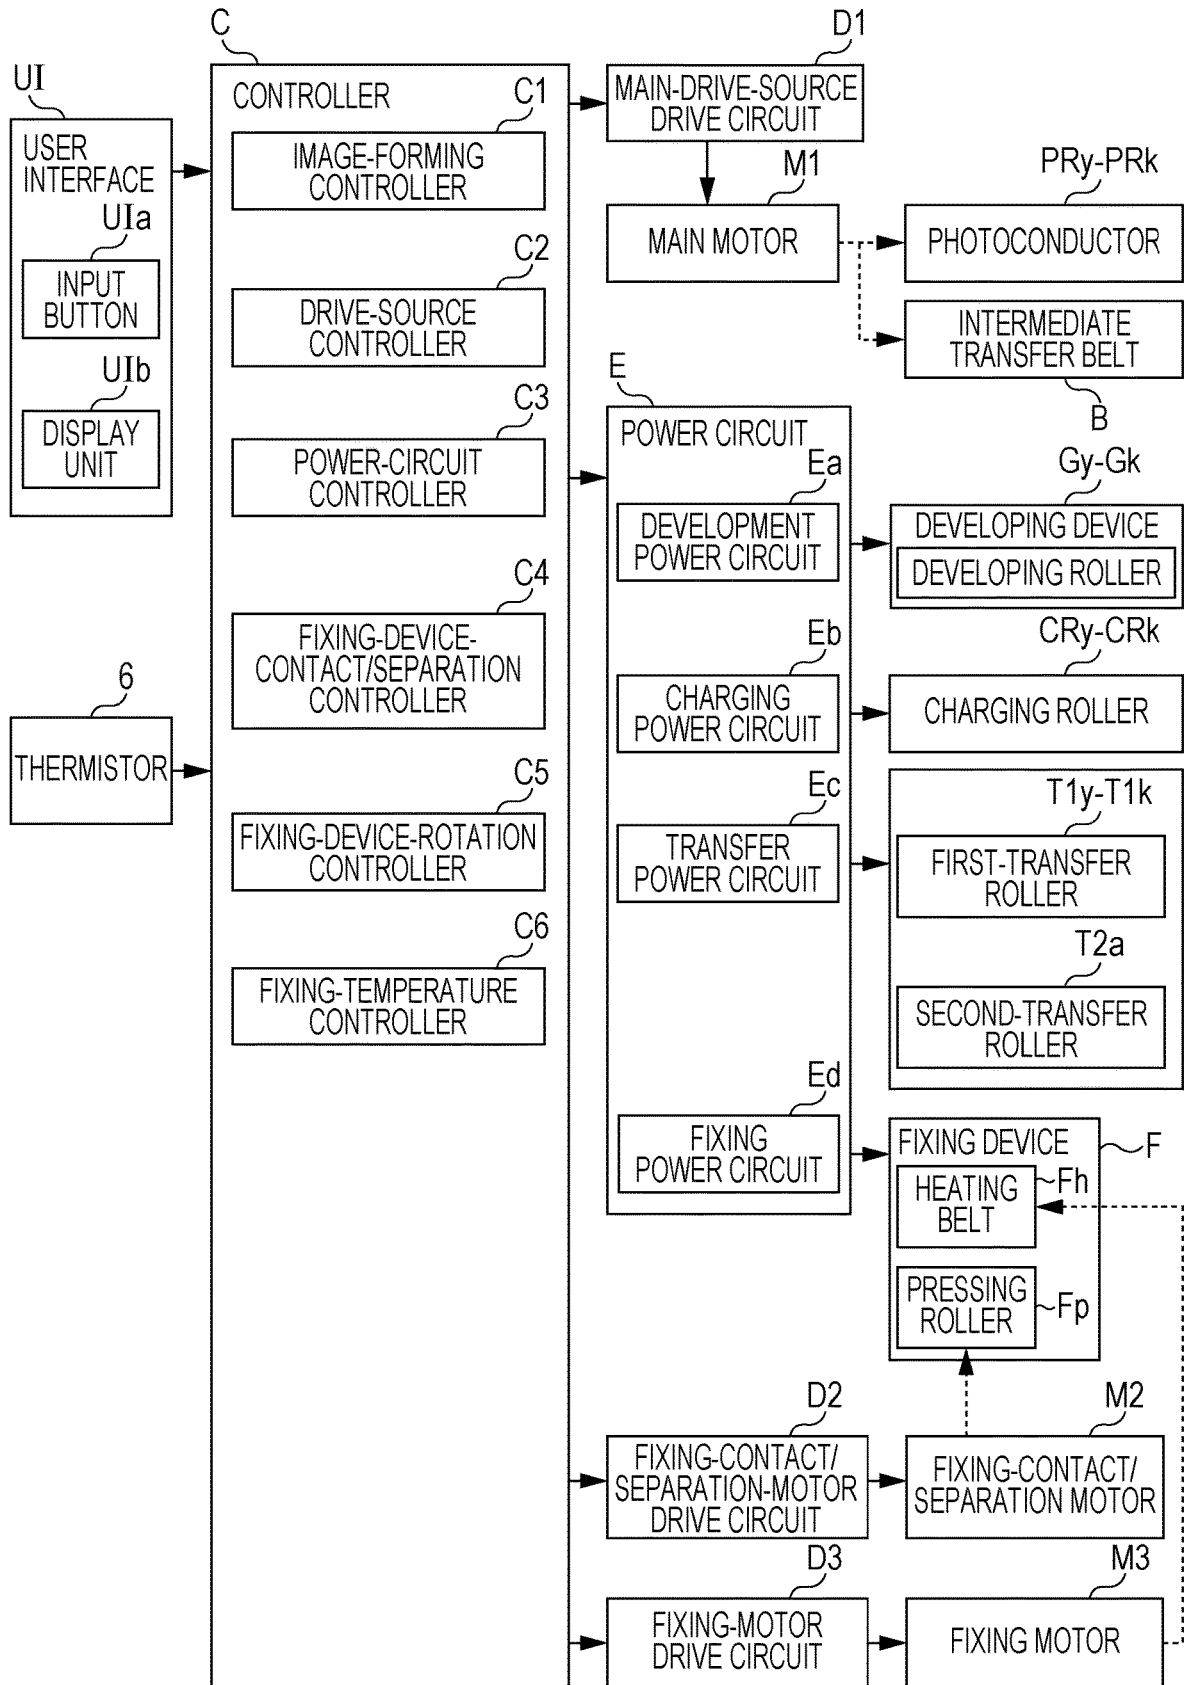 UI
USER
INTERFACE
UIa
INPUT
BUTTON
UIb
DISPLAY
UNIT
6
THERMISTOR
C
CONTROLLER
C1
IMAGE-FORMING
CONTROLLER
C2
DRIVE-SOURCE
CONTROLLER
C3
POWER-CIRCUIT
CONTROLLER
C4
FIXING-DEVICE-
CONTACT/SEPARATION
CONTROLLER
C5
FIXING-DEVICE-ROTATION
CONTROLLER
C6
FIXING-TEMPERATURE
CONTROLLER
D1
MAIN-DRIVE-SOURCE
DRIVE CIRCUIT
M1
MAIN MOTOR
PRy-PRk
PHOTOCONDUCTOR
INTERMEDIATE
TRANSFER BELT
B
E
POWER CIRCUIT
Ea
DEVELOPMENT
POWER CIRCUIT
Gy-Gk
DEVELOPING DEVICE
DEVELOPING ROLLER
Eb
CHARGING
POWER CIRCUIT
CRy-CRk
CHARGING ROLLER
Ec
TRANSFER
POWER CIRCUIT
T1y-T1k
FIRST-TRANSFER
ROLLER
T2a
SECOND-TRANSFER
ROLLER
Ed
FIXING
POWER CIRCUIT
FIXING DEVICE
F
HEATING
BELT
Fh
PRESSING
ROLLER
Fp
D2
FIXING-CONTACT/
SEPARATION-MOTOR
DRIVE CIRCUIT
M2
FIXING-CONTACT/
SEPARATION MOTOR
D3
FIXING-MOTOR
DRIVE CIRCUIT
M3
FIXING MOTOR